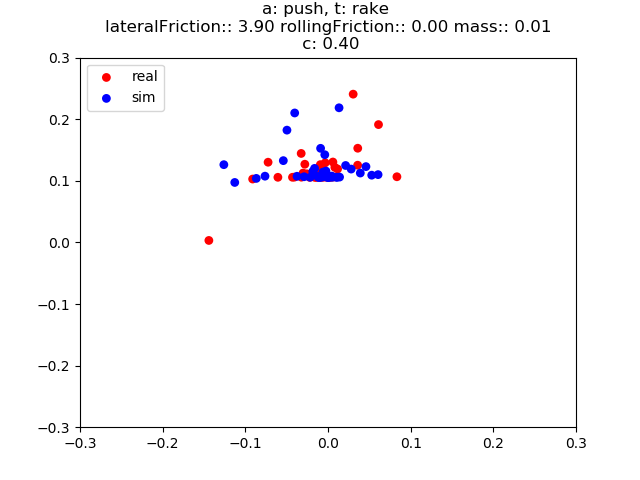 a: push, t: rake
lateralFriction:: 3.90 rollingFriction:: 0.00 mass:: 0.01
c: 0.40
real
sim
0.3
0.2
0.1
0.0
−0.1
−0.2
−0.3
−0.3
−0.2
−0.1
0.0
0.1
0.2
0.3